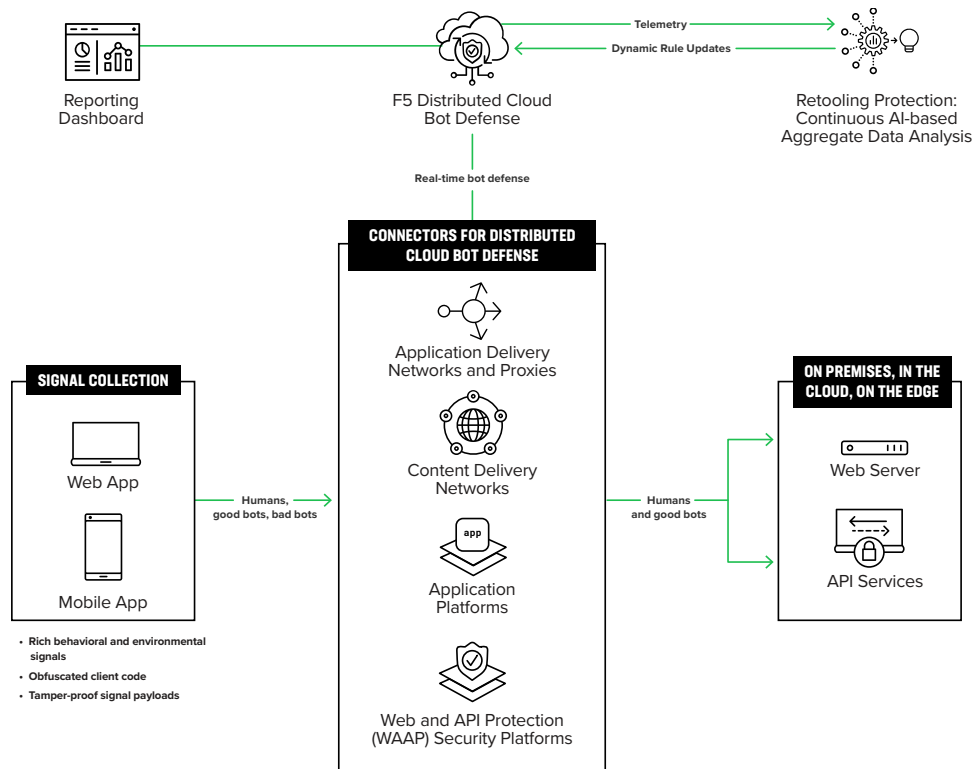 Telemetry
Dynamic Rule Updates
Reporting
Dashboard
F5 Distributed Cloud
Bot Defense
Retooling Protection:
Continuous AI-based
Aggregate Data Analysis
Real-time bot defense
CONNECTORS FOR DISTRIBUTED
CLOUD BOT DEFENSE
Application Delivery
Networks and Proxies
Content Delivery
Networks
app
Application
Platforms
Web and API Protection
(WAAP) Security Platforms
SIGNAL COLLECTION
Web App
Mobile App
• Rich behavioral and environmental
signals
• Obfuscated client code
• Tamper-proof signal payloads
Humans,
good bots, bad bots
Humans
and good bots
ON PREMISES, IN THE
CLOUD, ON THE EDGE
Web Server
API Services